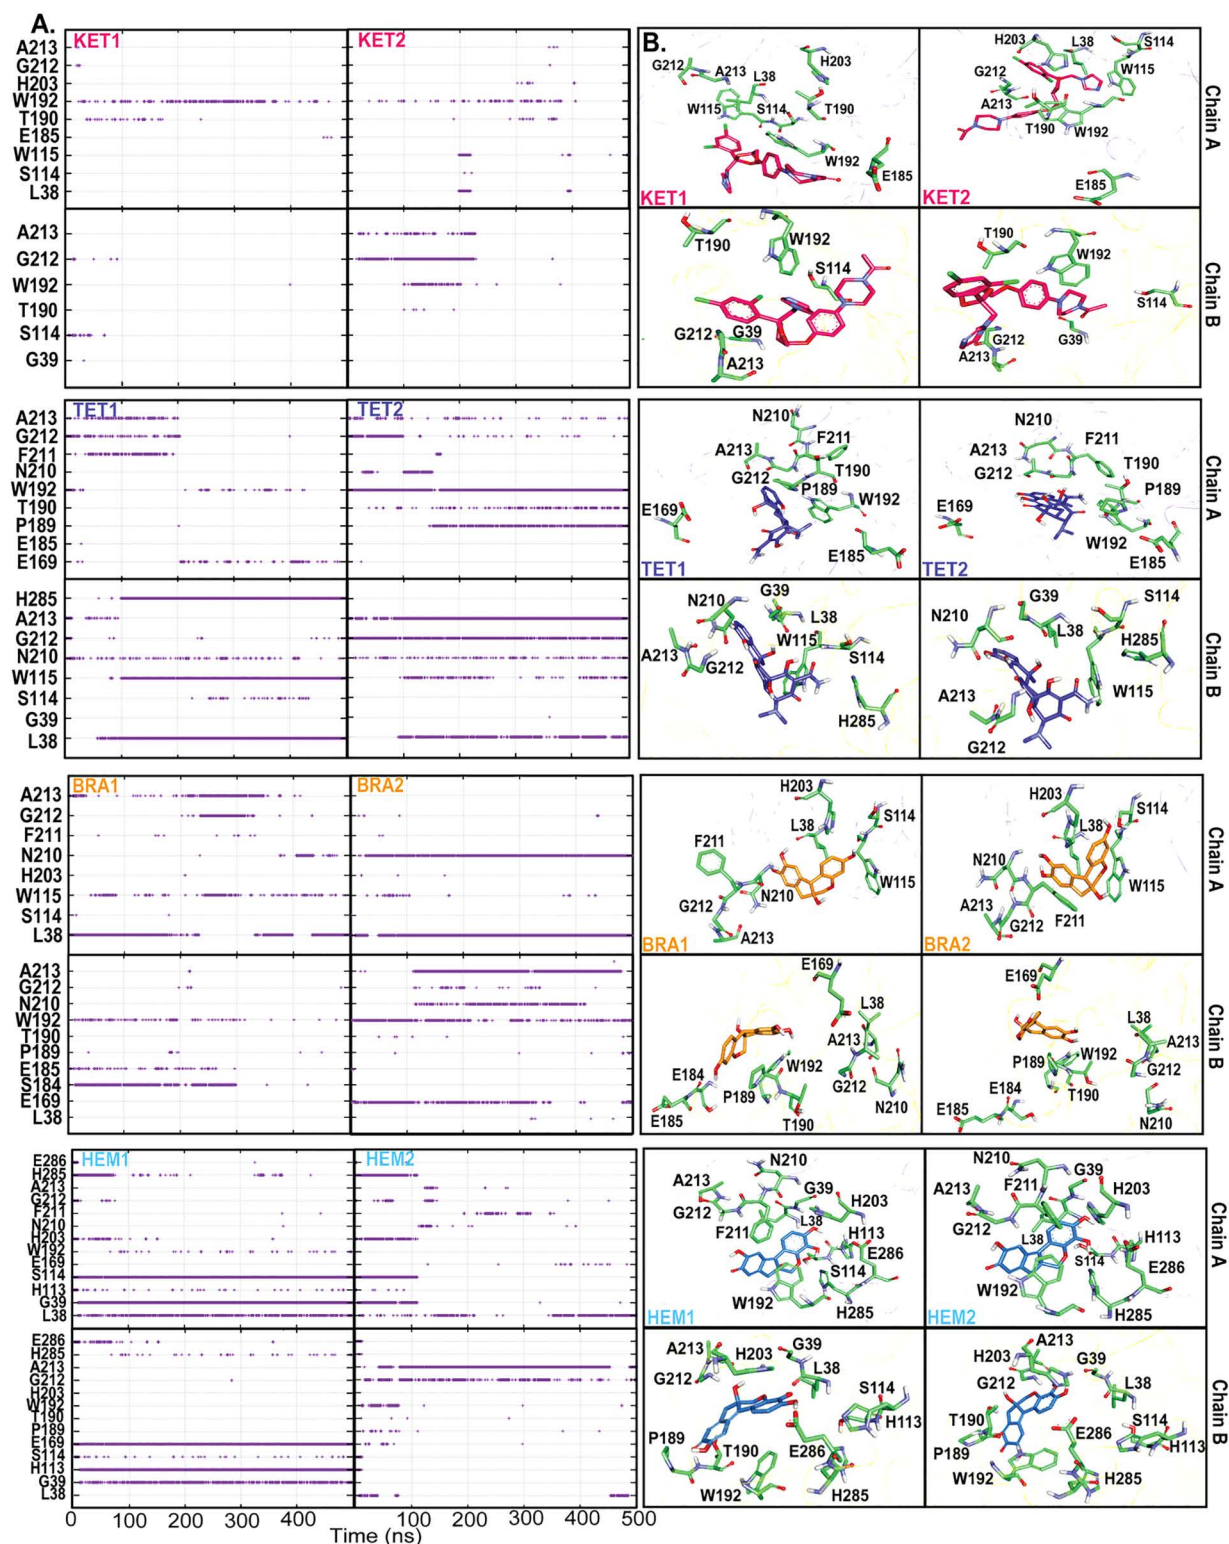 A.
KET1 KET2
A213
G212
H203
W192
T190
E185
W115
S114
L38
A213
G212
W192
T190
S114
G39
TET1 TET2
A213
G212
F211
N210
W192
T190
P189
E185
E169
H285
A213
G212
N210
W115
S114
G39
L38
BRA1 BRA2
A213
G212
F211
N210
H203
W115
S114
L38
A213
G212
N210
W192
T190
P189
E185
S184
E169
L38
HEM1 HEM2
E286
H285
A213
G212
F211
N210
H203
W192
E169
S114
H113
G39
L38
E286
H285
A213
G212
H203
W192
T190
P189
E169
S114
H113
G39
L38
0 100 200 300 400 100 200 300 400 500
Time (ns)
B.
H203
G212 A213 L38
W115 S114 T190
W192
E185
KET1
H203 L38 S114
W115
G212
A213
T190 W192
E185
KET2
Chain A
T190 W192
S114
G212 G39
A213
T190
W192
S114
G212 G39
A213
Chain B
N210
F211
A213
G212 T190
P189
W192
E169
E185
TET1
N210
A213 F211
G212 T190
P189
E169
W192
E185
TET2
Chain A
N210 G39
L38
W115
A213 G212 S114
H285
G39 S114
N210
L38 H285
W115
A213
G212
Chain B
H203
L38 S114
F211
W115
N210
G212
A213
BRA1
H203 S114
L38
N210
W115
A213 G212 F211
BRA2
Chain A
E169
L38
A213
W192
E184 G212
P189 N210
E185 T190
E169
L38
A213
P189 W192
G212
E184 T190
E185 N210
Chain B
N210
A213 G39
G212 H203
L38
F211 H113
E286
S114
W192
H285
HEM1
N210 G39
F211
A213 H203
G212
L38 H113
S114
E286
W192
H285
HEM2
Chain A
A213 H203 G39
G212 L38
S114
H113
P189 T190 E286
W192 H285
A213
H203 G39
G212 L38
T190 S114
E286 H113
P189
W192 H285
Chain B